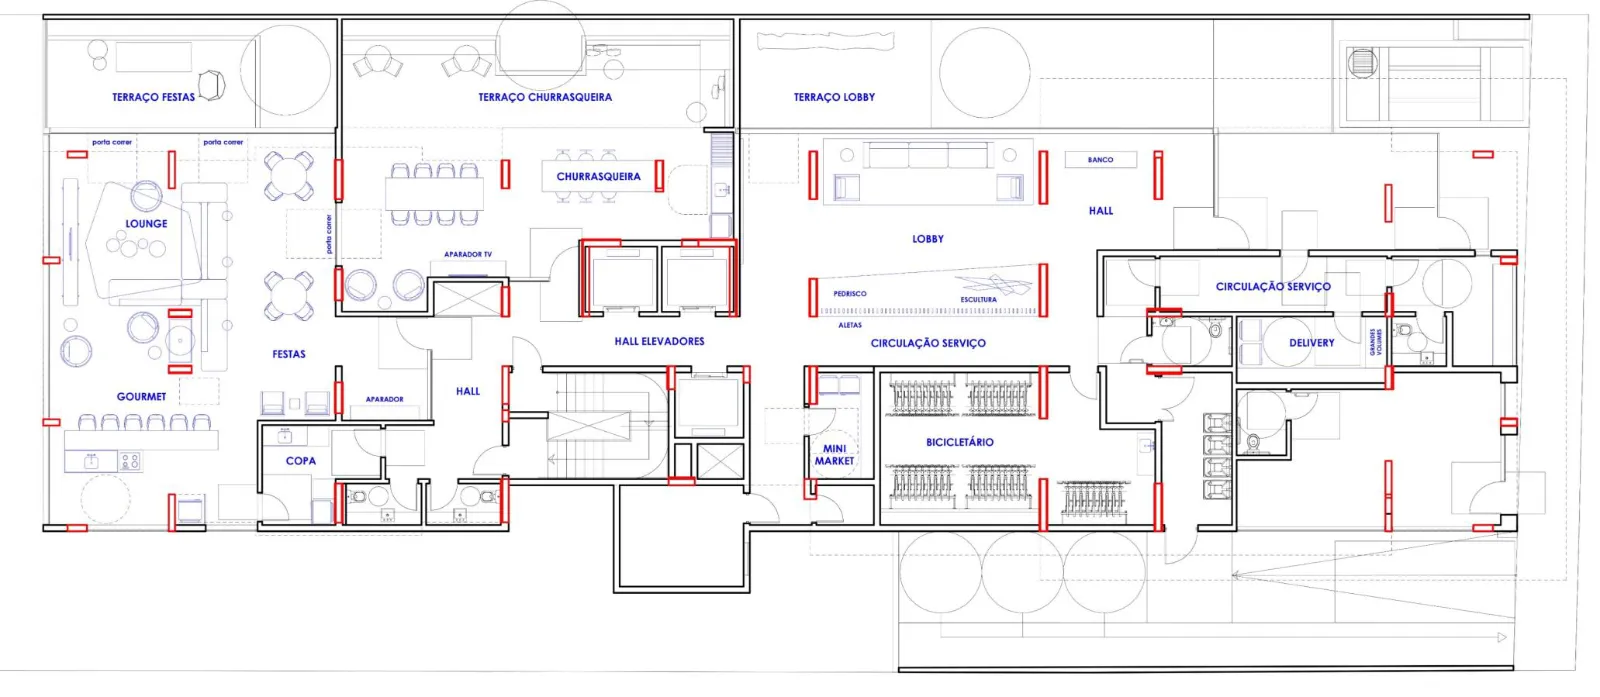 TERRAÇO FESTAS
TERRAÇO CHURRASQUEIRA
TERRAÇO LOBBY
porta correr
porta correr
BANCO
CHURRASQUEIRA
LOUNGE
porta correr
HALL
LOBBY
APARADOR TV
CIRCULAÇÃO SERVIÇO
PEDRISCO
ESCULTURA
ALETAS
HALL ELEVADORES
CIRCULAÇÃO SERVIÇO
DELIVERY
GRANDES
VOLUMES
FESTAS
GOURMET
APARADOR
HALL
BICICLETÁRIO
MINI
MARKET
COPA